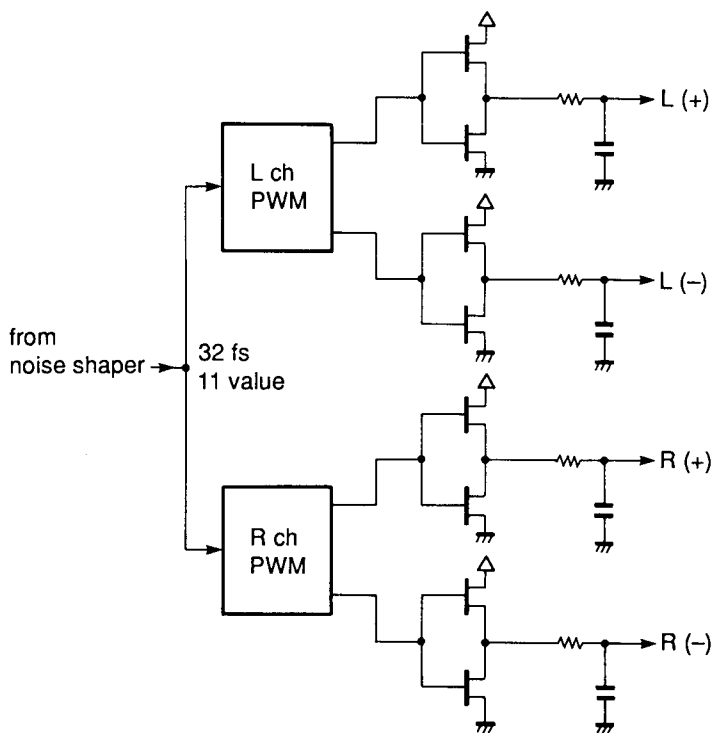 L (+)
L ch
PWM
L (–)
from
noise shaper
32 fs
11 value
R (+)
R ch
PWM
R (–)